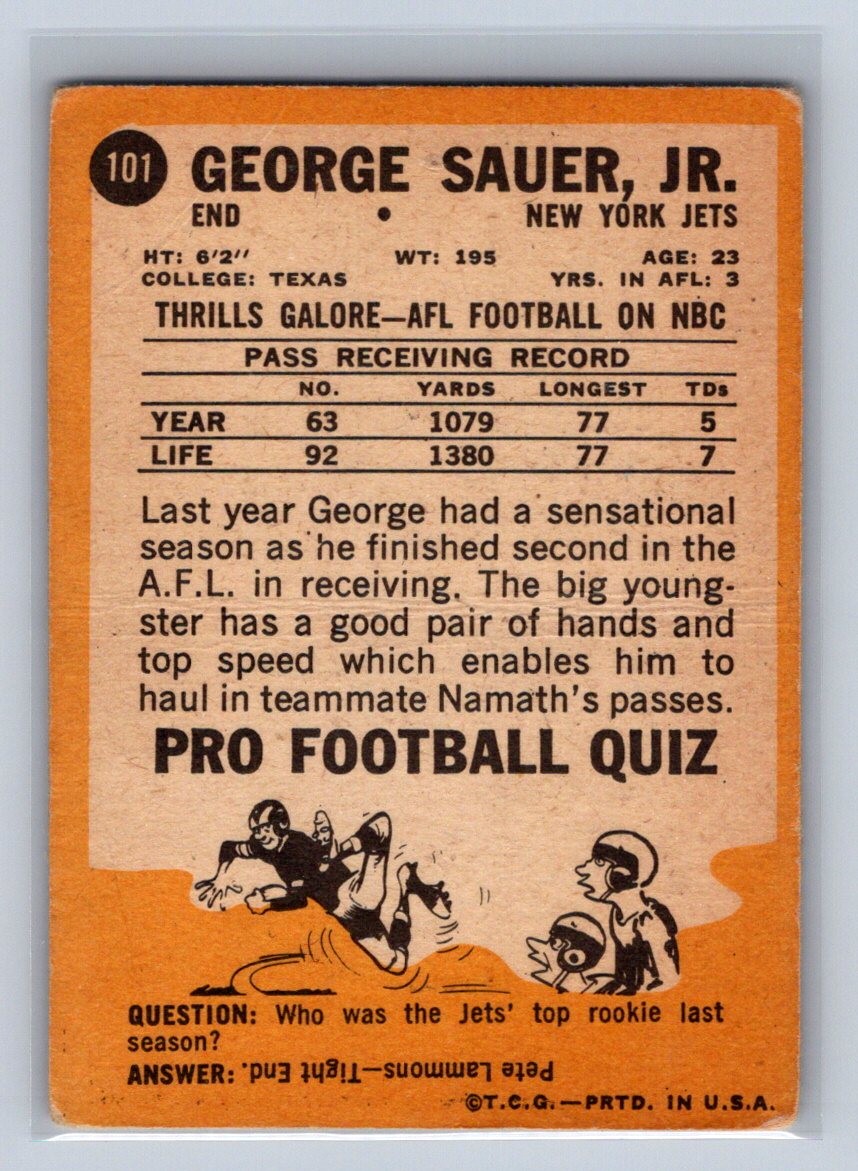 101
GEORGE SAUER, JR.
END • NEW YORK JETS
HT: 6'2'' WT: 195 AGE: 23
COLLEGE: TEXAS YRS. IN AFL: 3
THRILLS GALORE—AFL FOOTBALL ON NBC
PASS RECEIVING RECORD
NO. YARDS LONGEST TDs
YEAR 63 1079 77 5
LIFE 92 1380 77 7
Last year George had a sensational
season as he finished second in the
A.F.L. in receiving. The big young-
ster has a good pair of hands and
top speed which enables him to
haul in teammate Namath's passes.
PRO FOOTBALL QUIZ
QUESTION: Who was the Jets' top rookie last
season?
ANSWER: Pete Lammons—Tight End.
©T.C.G.—PRTD. IN U.S.A.